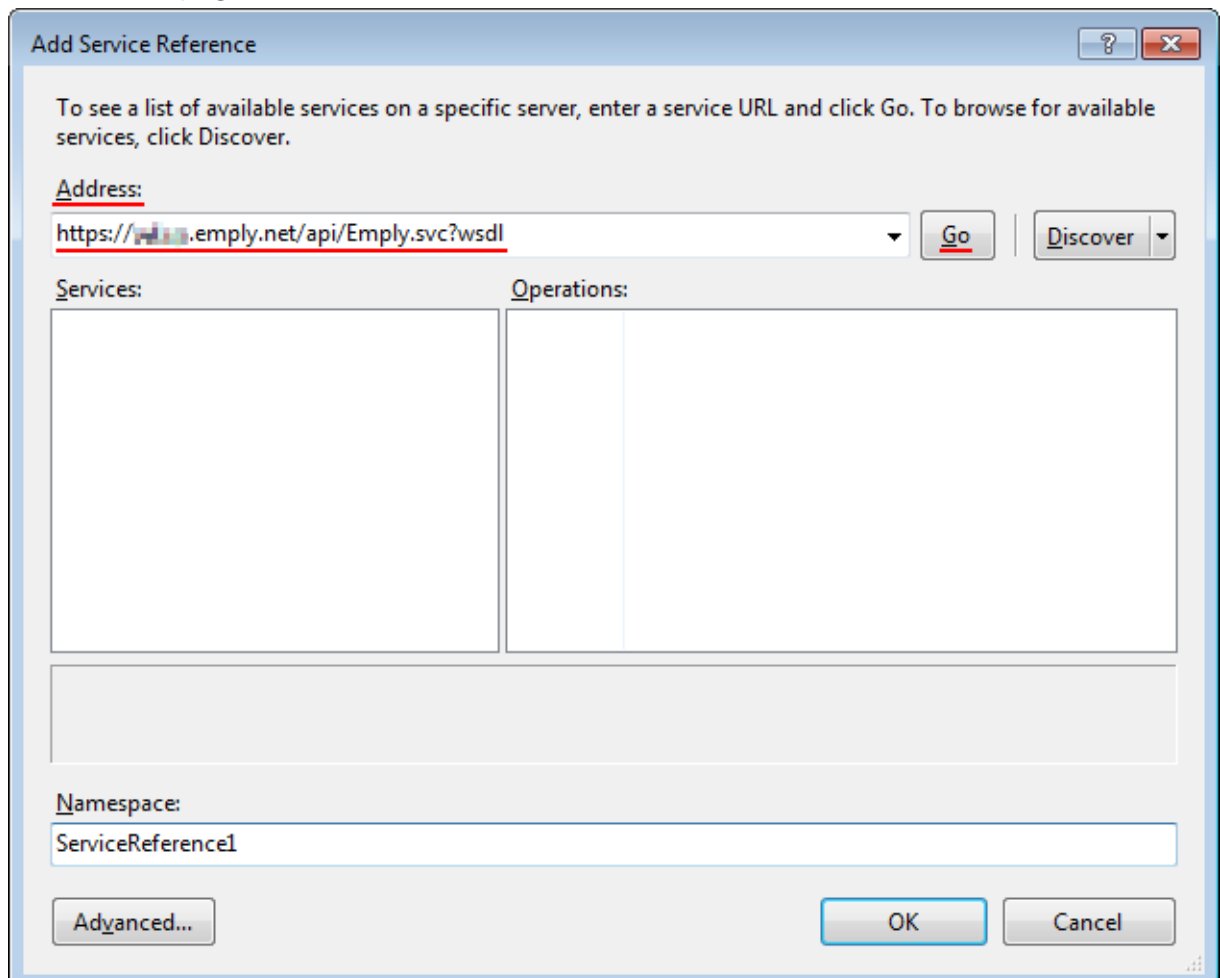 Add Service Reference
To see a list of available services on a specific server, enter a service URL and click Go. To browse for available
services, click Discover.
Address:
https:// .emply.net/api/Emply.svc?wsdl
Go
Discover
Services:
Operations:
Namespace:
ServiceReference1
Advanced...
OK
Cancel